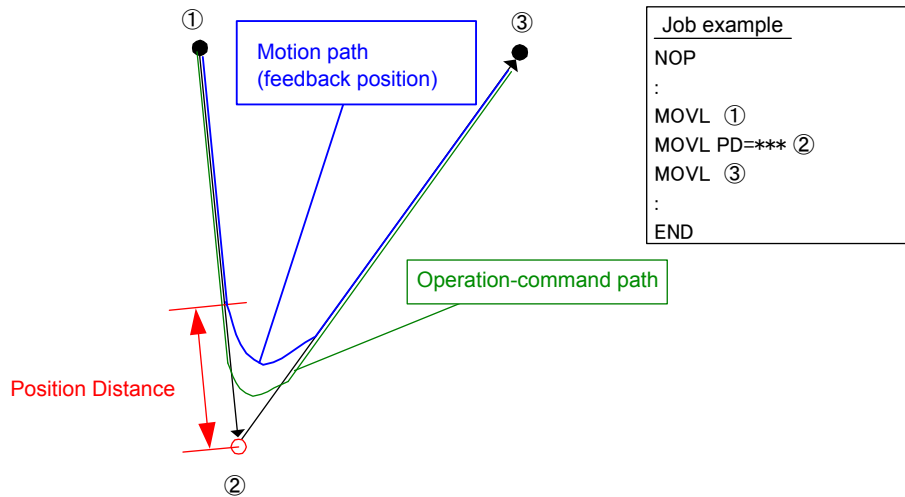 ①
③
Motion path
(feedback position)
Operation-command path
Position Distance
②
Job example
NOP
:
MOVL ①
MOVL PD=*** ②
MOVL ③
:
END